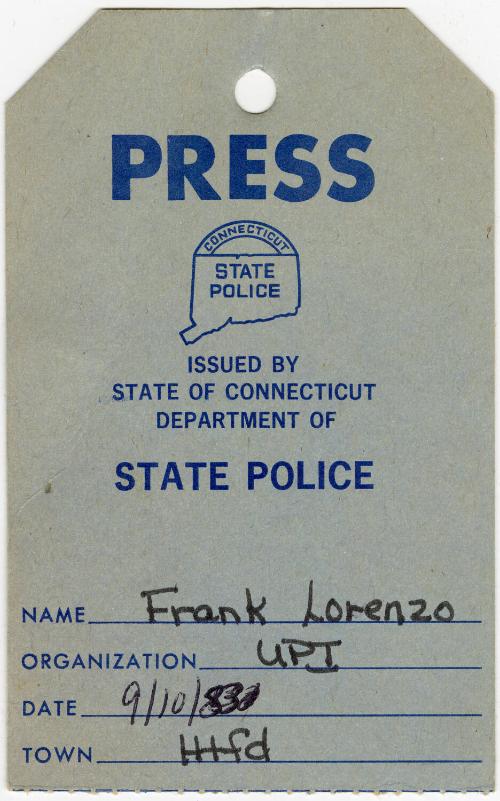 PRESS
CONNECTICUT
STATE
POLICE
ISSUED BY
STATE OF CONNECTICUT
DEPARTMENT OF
STATE POLICE
NAME Frank Lorenzo
ORGANIZATION UPI
DATE 9/10/83
TOWN Htfd